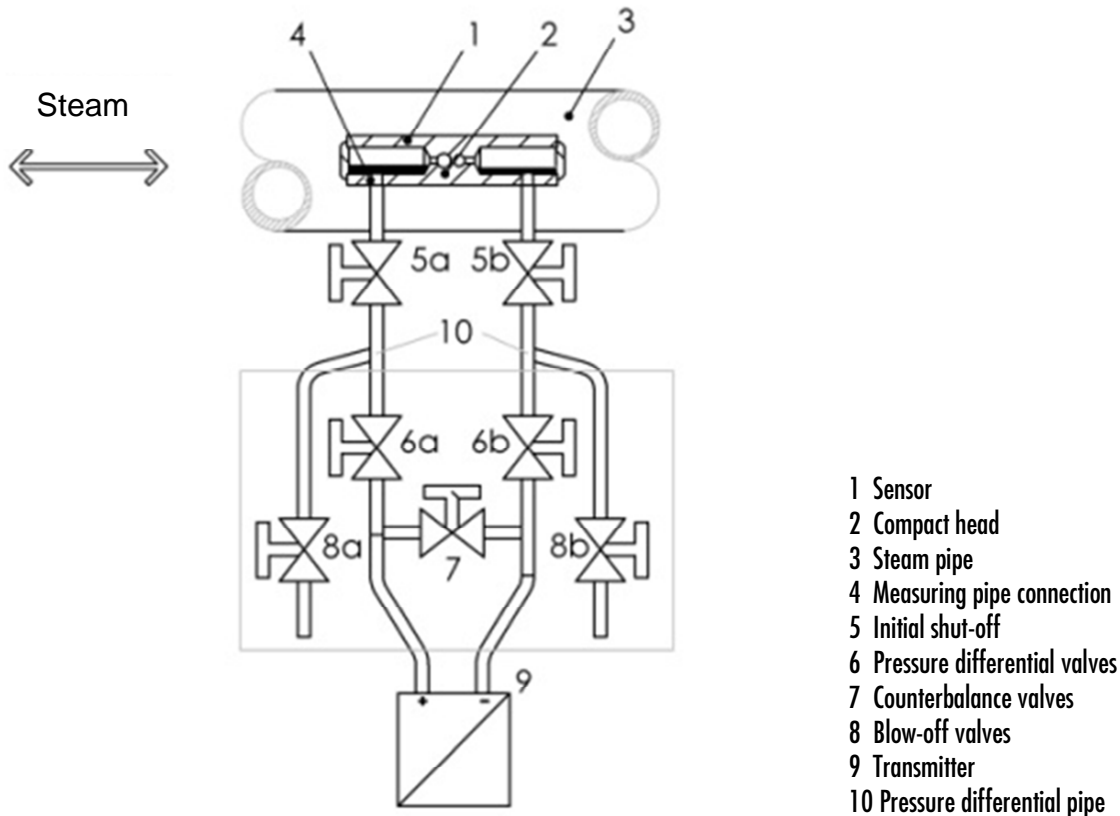 4 1 2 3
Steam
5a 5b
10
6a 6b
8a 7 8b
9
+ -
1 Sensor
2 Compact head
3 Steam pipe
4 Measuring pipe connection
5 Initial shut-off
6 Pressure differential valves
7 Counterbalance valves
8 Blow-off valves
9 Transmitter
10 Pressure differential pipe